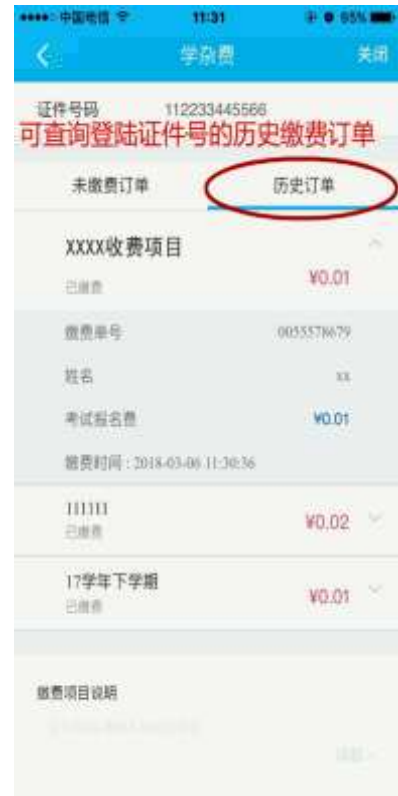 中国电信 11:31 95%
学杂费 关闭
证件号码 112233445566
可查询登陆证件号的历史缴费订单
未缴费订单 历史订单
XXXX收费项目
已缴费 ¥0.01
缴费单号 0055578679
姓名 xx
考试报名费 ¥0.01
缴费时间：2018-03-06 11:30:36
111111
已缴费 ¥0.02
17学年下学期
已缴费 ¥0.01
缴费项目说明